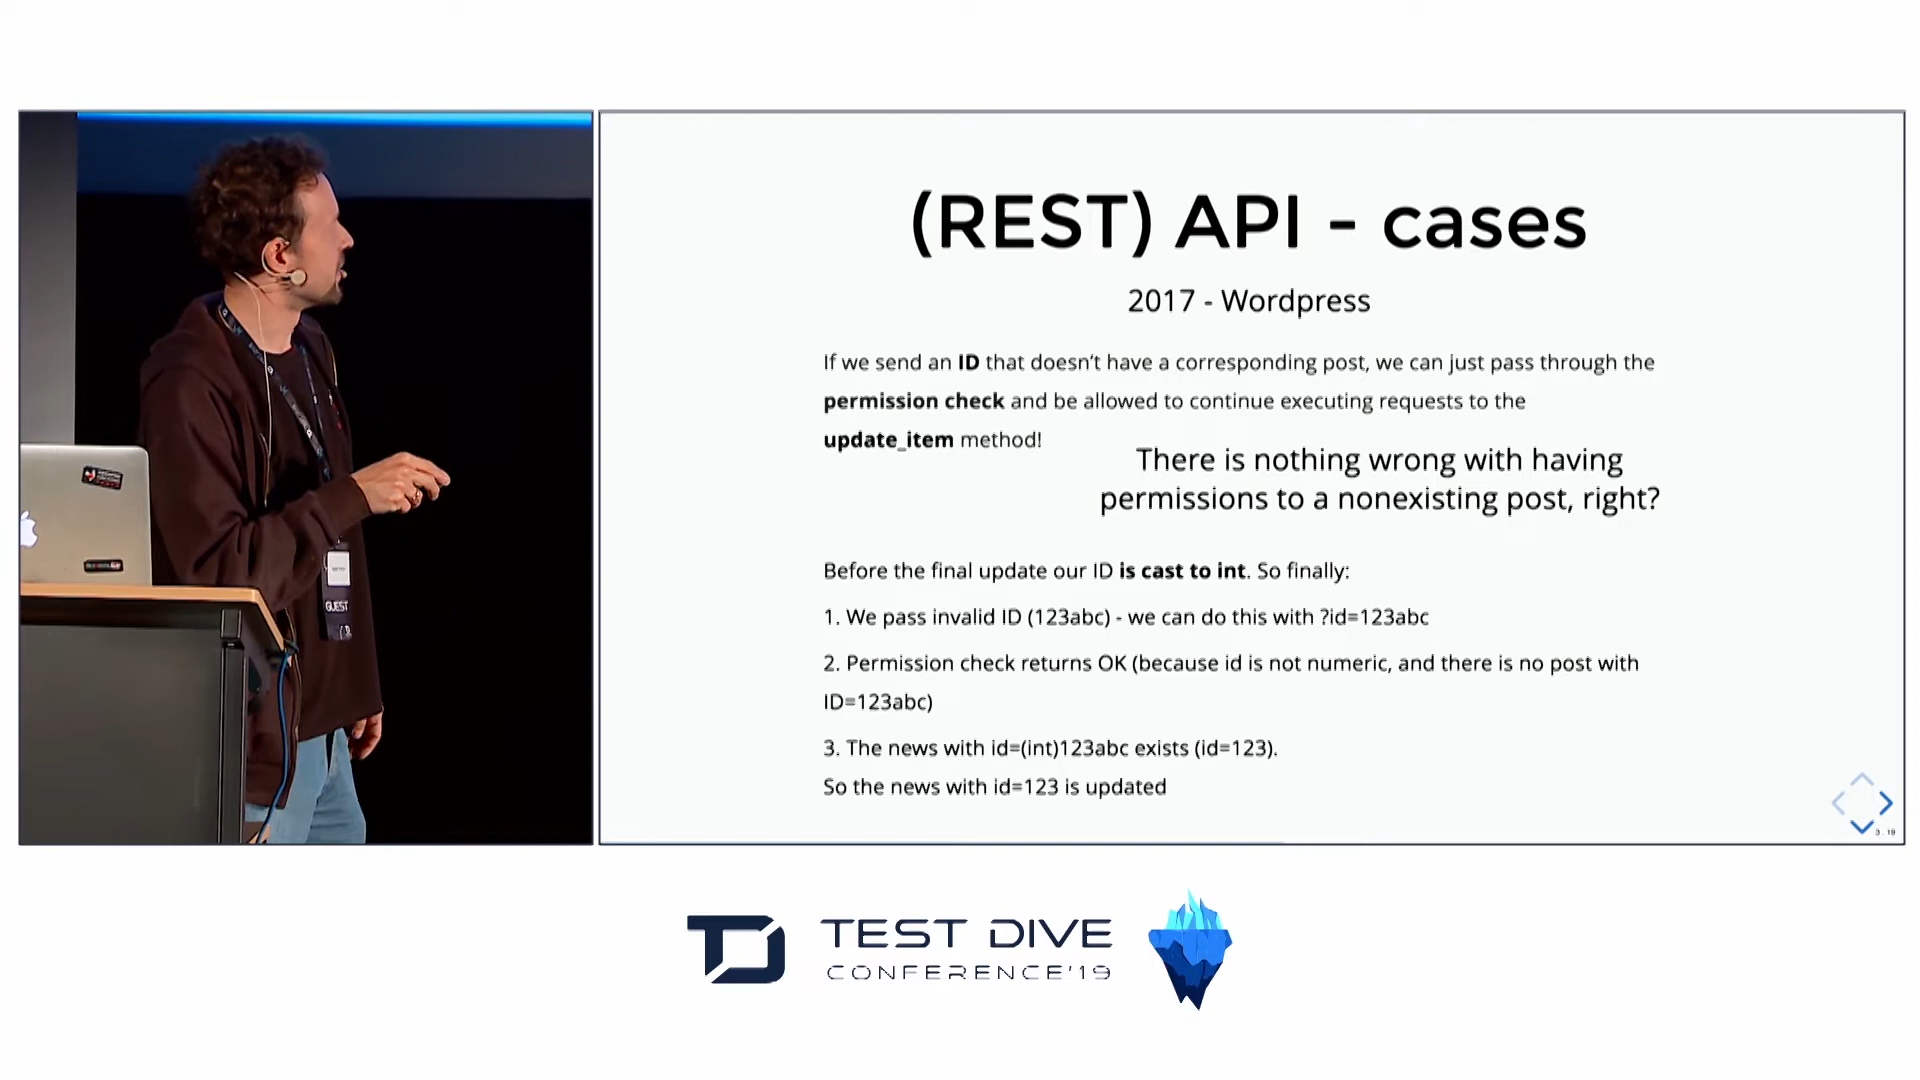 (REST) API - cases
2017 - Wordpress
If we send an ID that doesn't have a corresponding post, we can just pass through the
permission check and be allowed to continue executing requests to the
update_item method!
There is nothing wrong with having
permissions to a nonexisting post, right?
Before the final update our ID is cast to int. So finally:
1. We pass invalid ID (123abc) - we can do this with ?id=123abc
2. Permission check returns OK (because id is not numeric, and there is no post with
ID=123abc)
3. The news with id=(int)123abc exists (id=123).
So the news with id=123 is updated
3.19
GUEST
TEST DIVE
CONFERENCE'19